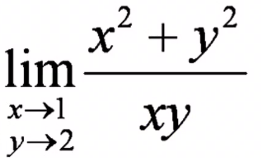 lim x² + y² / xy
x→1
y→2